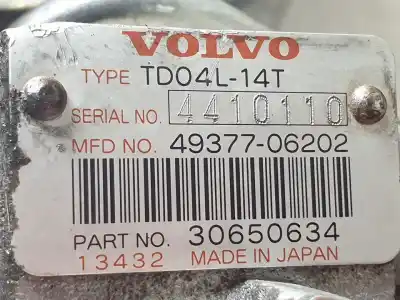 VOLVO
TYPE TD04L-14T
SERIAL NO. 4410110
MFD NO. 49377-06202
PART NO. 30650634
13432 MADE IN JAPAN